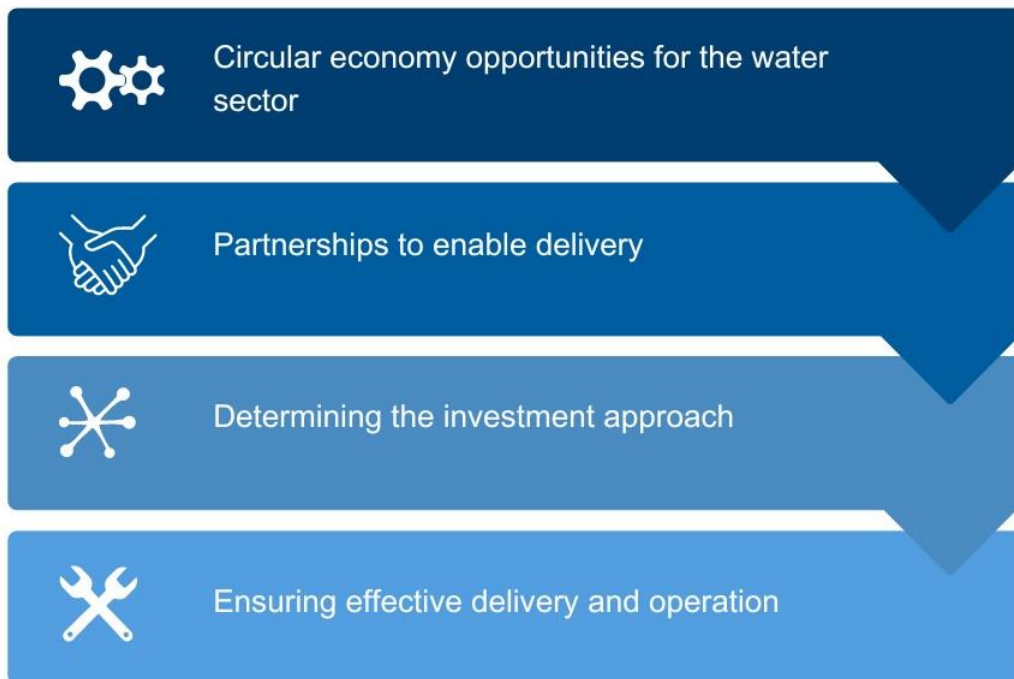 Circular economy opportunities for the water
sector
Partnerships to enable delivery
Determining the investment approach
Ensuring effective delivery and operation